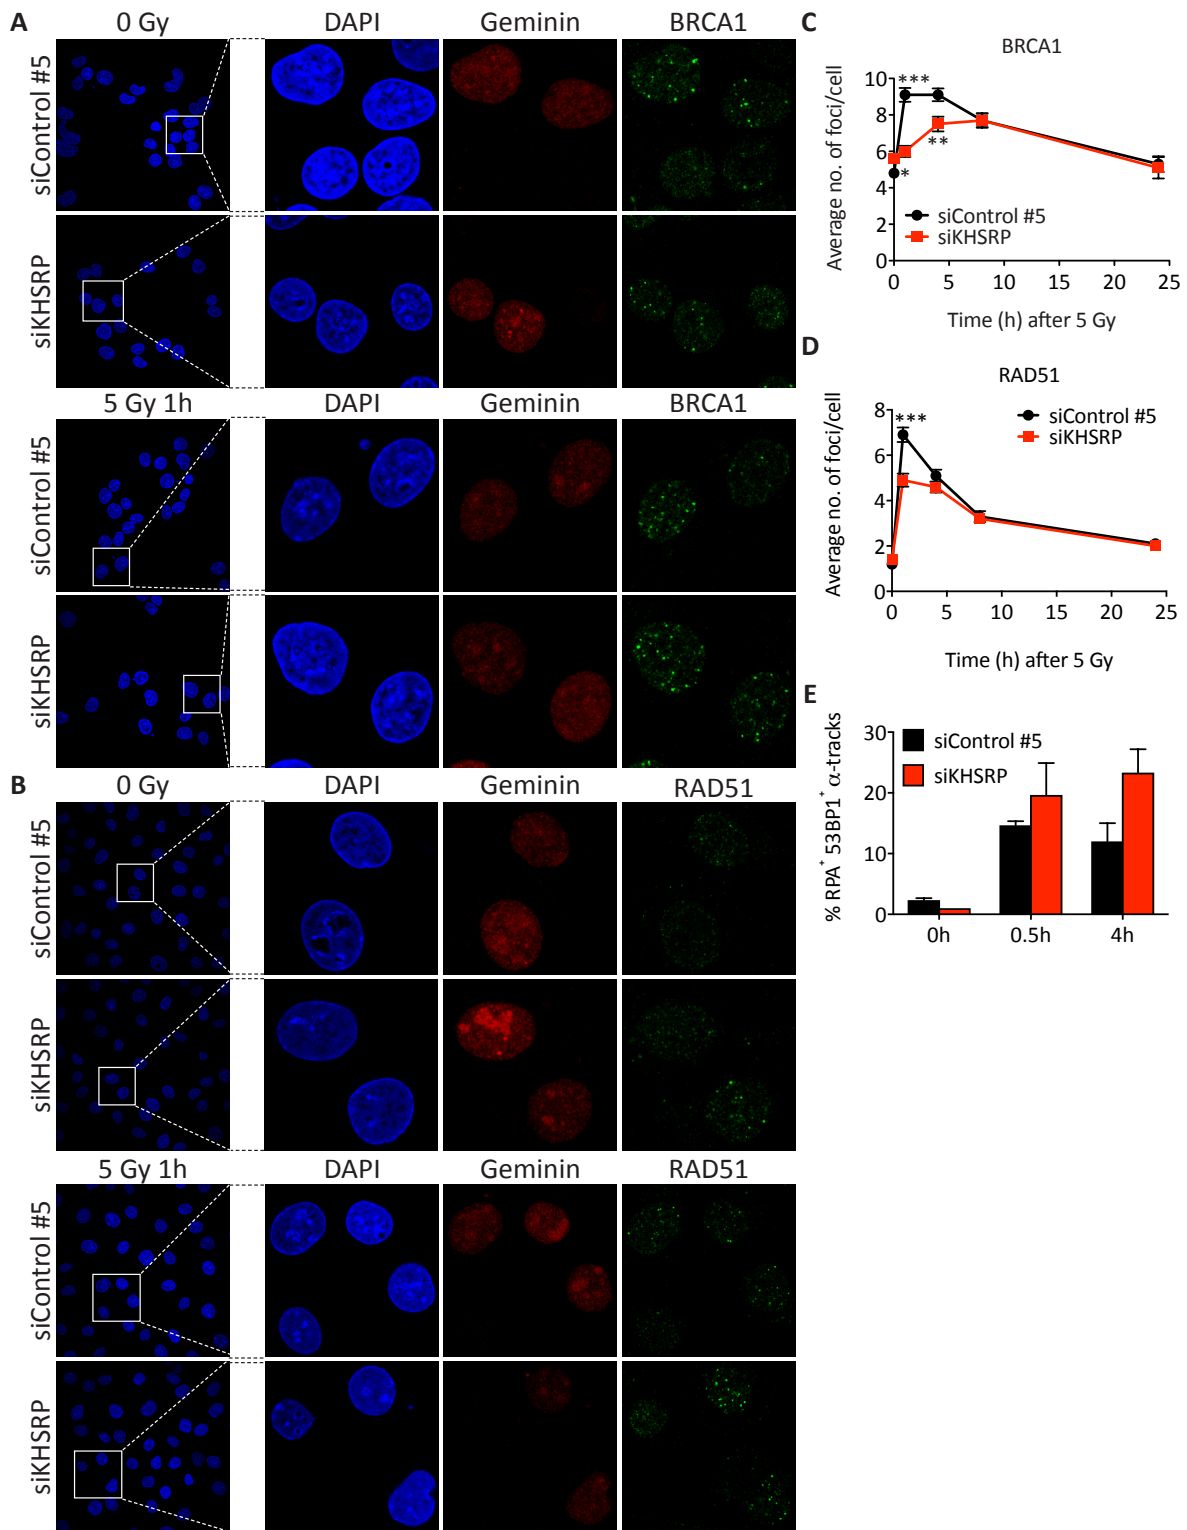 A
0 Gy
DAPI
Geminin
BRCA1
siControl #5
siKHSRP
5 Gy 1h
DAPI
Geminin
BRCA1
siControl #5
siKHSRP
B
0 Gy
DAPI
Geminin
RAD51
siControl #5
siKHSRP
5 Gy 1h
DAPI
Geminin
RAD51
siControl #5
siKHSRP
C
BRCA1
Average no. of foci/cell
10
8
6
4
2
0
***
**
*
siControl #5
siKHSRP
0 5 10 15 20 25
Time (h) after 5 Gy
D
RAD51
Average no. of foci/cell
8
6
4
2
0
***
siControl #5
siKHSRP
0 5 10 15 20 25
Time (h) after 5 Gy
E
% RPA⁺ 53BP1⁺ α-tracks
30
20
10
0
siControl #5
siKHSRP
0h 0.5h 4h